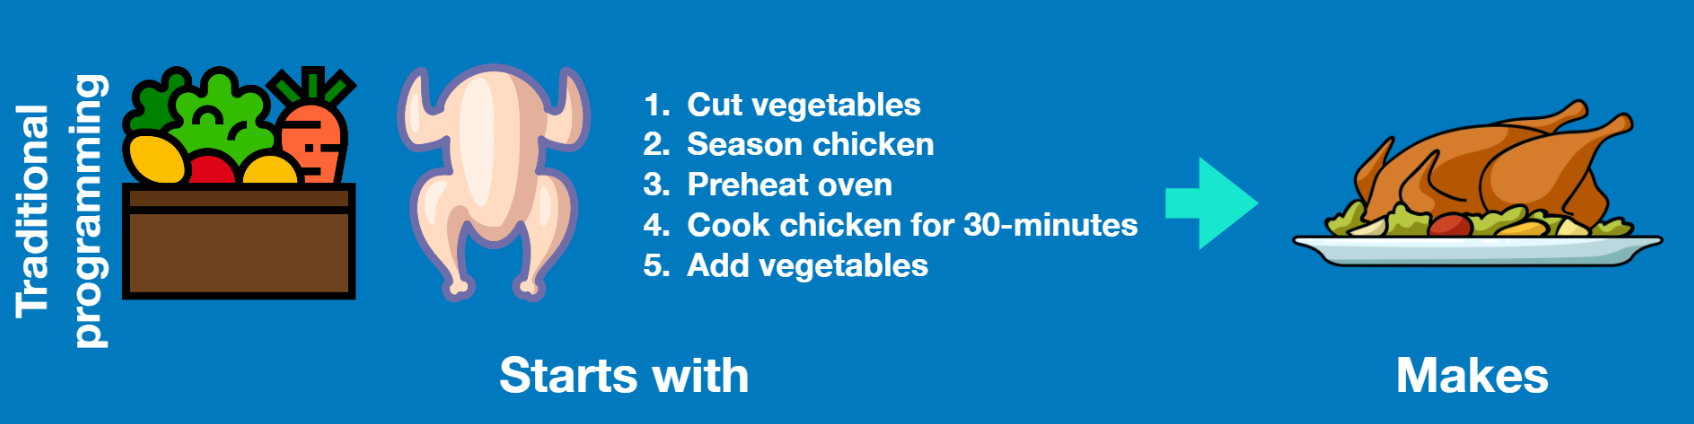 Traditional
programming
1. Cut vegetables
2. Season chicken
3. Preheat oven
4. Cook chicken for 30-minutes
5. Add vegetables
Starts with
Makes